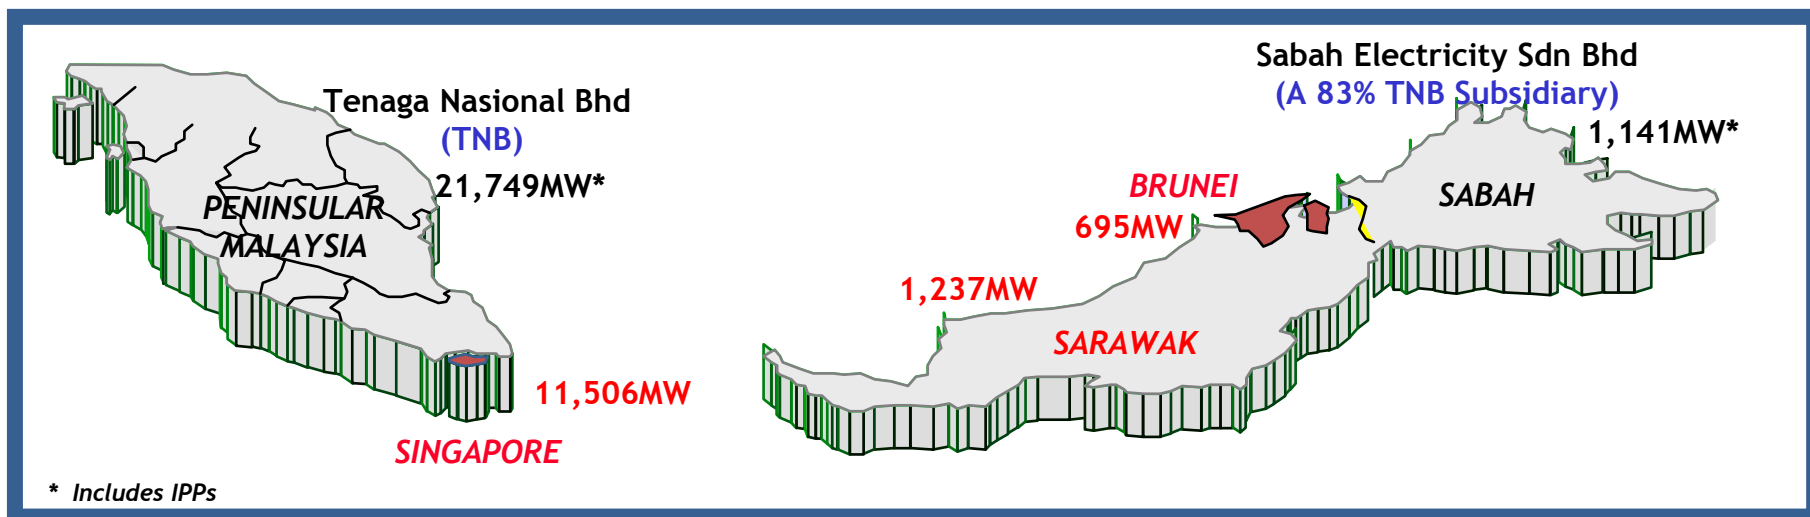 Tenaga Nasional Bhd
(TNB)
21,749MW*
PENINSULAR
MALAYSIA
11,506MW
SINGAPORE
* Includes IPPs
Sabah Electricity Sdn Bhd
(A 83% TNB Subsidiary)
1,141MW*
BRUNEI
695MW
SABAH
1,237MW
SARAWAK